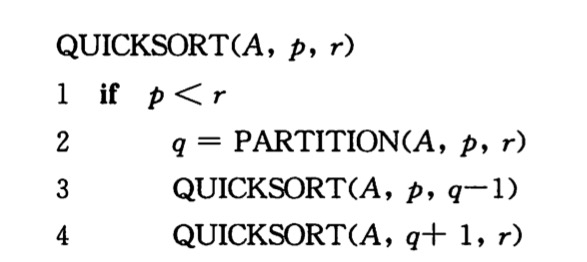 QUICKSORT(A, p, r)
1 if p < r
2 q = PARTITION(A, p, r)
3 QUICKSORT(A, p, q−1)
4 QUICKSORT(A, q+ 1, r)